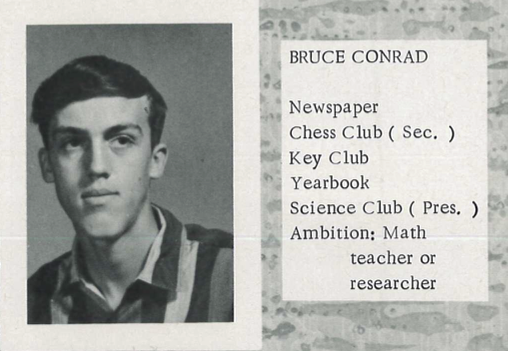 BRUCE CONRAD
Newspaper
Chess Club ( Sec. )
Key Club
Yearbook
Science Club ( Pres. )
Ambition: Math
teacher or
researcher